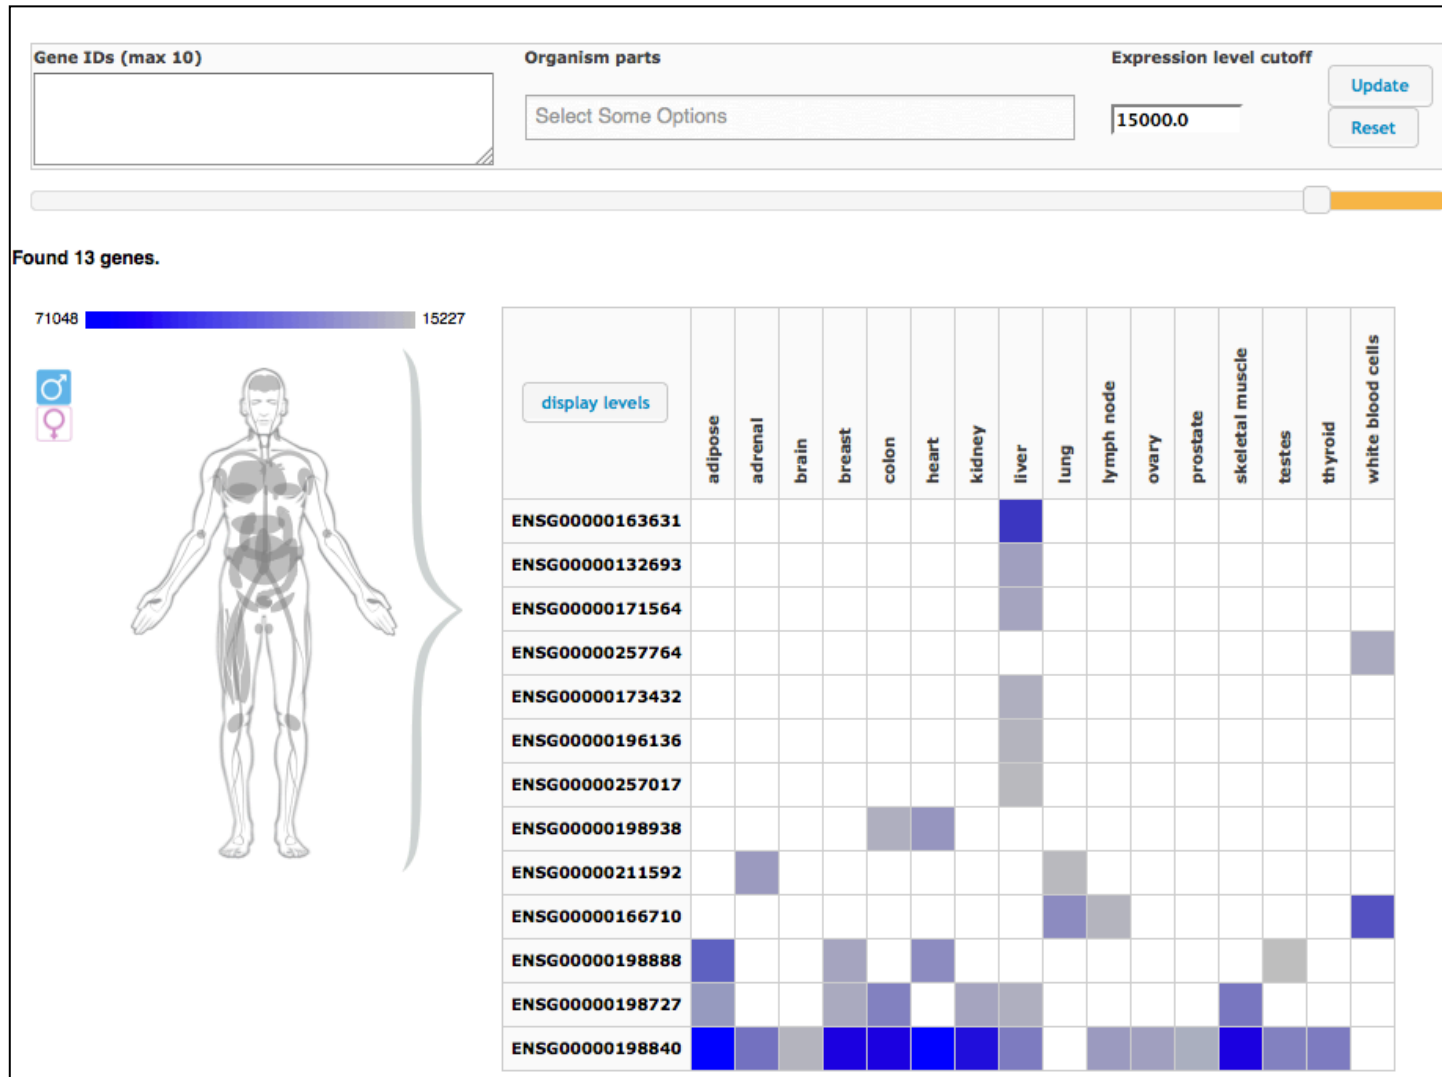 Gene IDs (max 10)
Organism parts
Expression level cutoff
Select Some Options
15000.0
Update
Reset
Found 13 genes.
71048
15227
display levels
adipose
adrenal
brain
breast
colon
heart
kidney
liver
lung
lymph node
ovary
prostate
skeletal muscle
testes
thyroid
white blood cells
ENSG00000163631
ENSG00000132693
ENSG00000171564
ENSG00000257764
ENSG00000173432
ENSG00000196136
ENSG00000257017
ENSG00000198938
ENSG00000211592
ENSG00000166710
ENSG00000198888
ENSG00000198727
ENSG00000198840